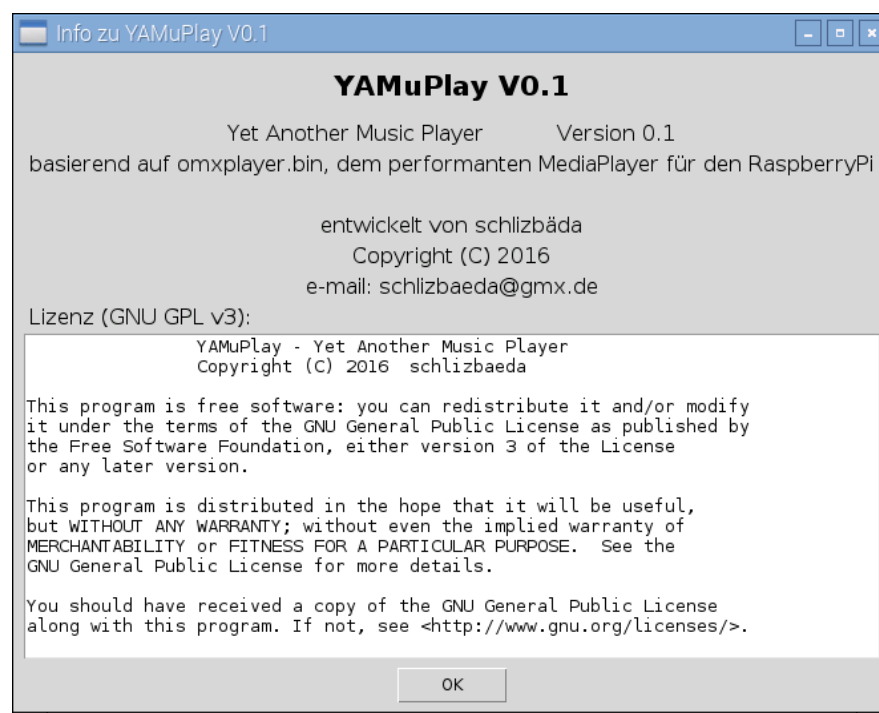 Info zu YAMuPlay V0.1
YAMuPlay V0.1
Yet Another Music Player Version 0.1
basierend auf omxplayer.bin, dem performanten MediaPlayer für den RaspberryPi
entwickelt von schlizbäda
Copyright (C) 2016
e-mail: schlizbaeda@gmx.de
Lizenz (GNU GPL v3):
YAMuPlay - Yet Another Music Player
Copyright (C) 2016 schlizbaeda
This program is free software: you can redistribute it and/or modify
it under the terms of the GNU General Public License as published by
the Free Software Foundation, either version 3 of the License
or any later version.
This program is distributed in the hope that it will be useful,
but WITHOUT ANY WARRANTY; without even the implied warranty of
MERCHANTABILITY or FITNESS FOR A PARTICULAR PURPOSE. See the
GNU General Public License for more details.
You should have received a copy of the GNU General Public License
along with this program. If not, see <http://www.gnu.org/licenses/>.
OK